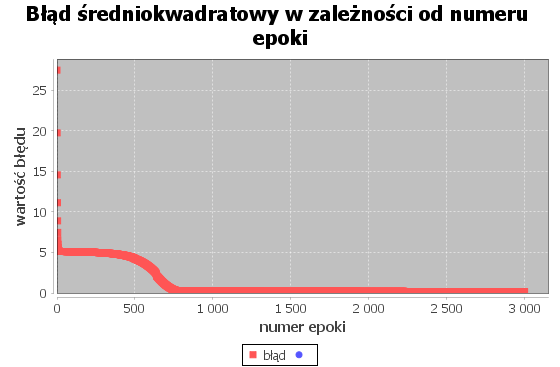 Błąd średniokwadratowy w zależności od numeru
epoki
wartość błędu
25
20
15
10
5
0
0 500 1 000 1 500 2 000 2 500 3 000
numer epoki
błąd